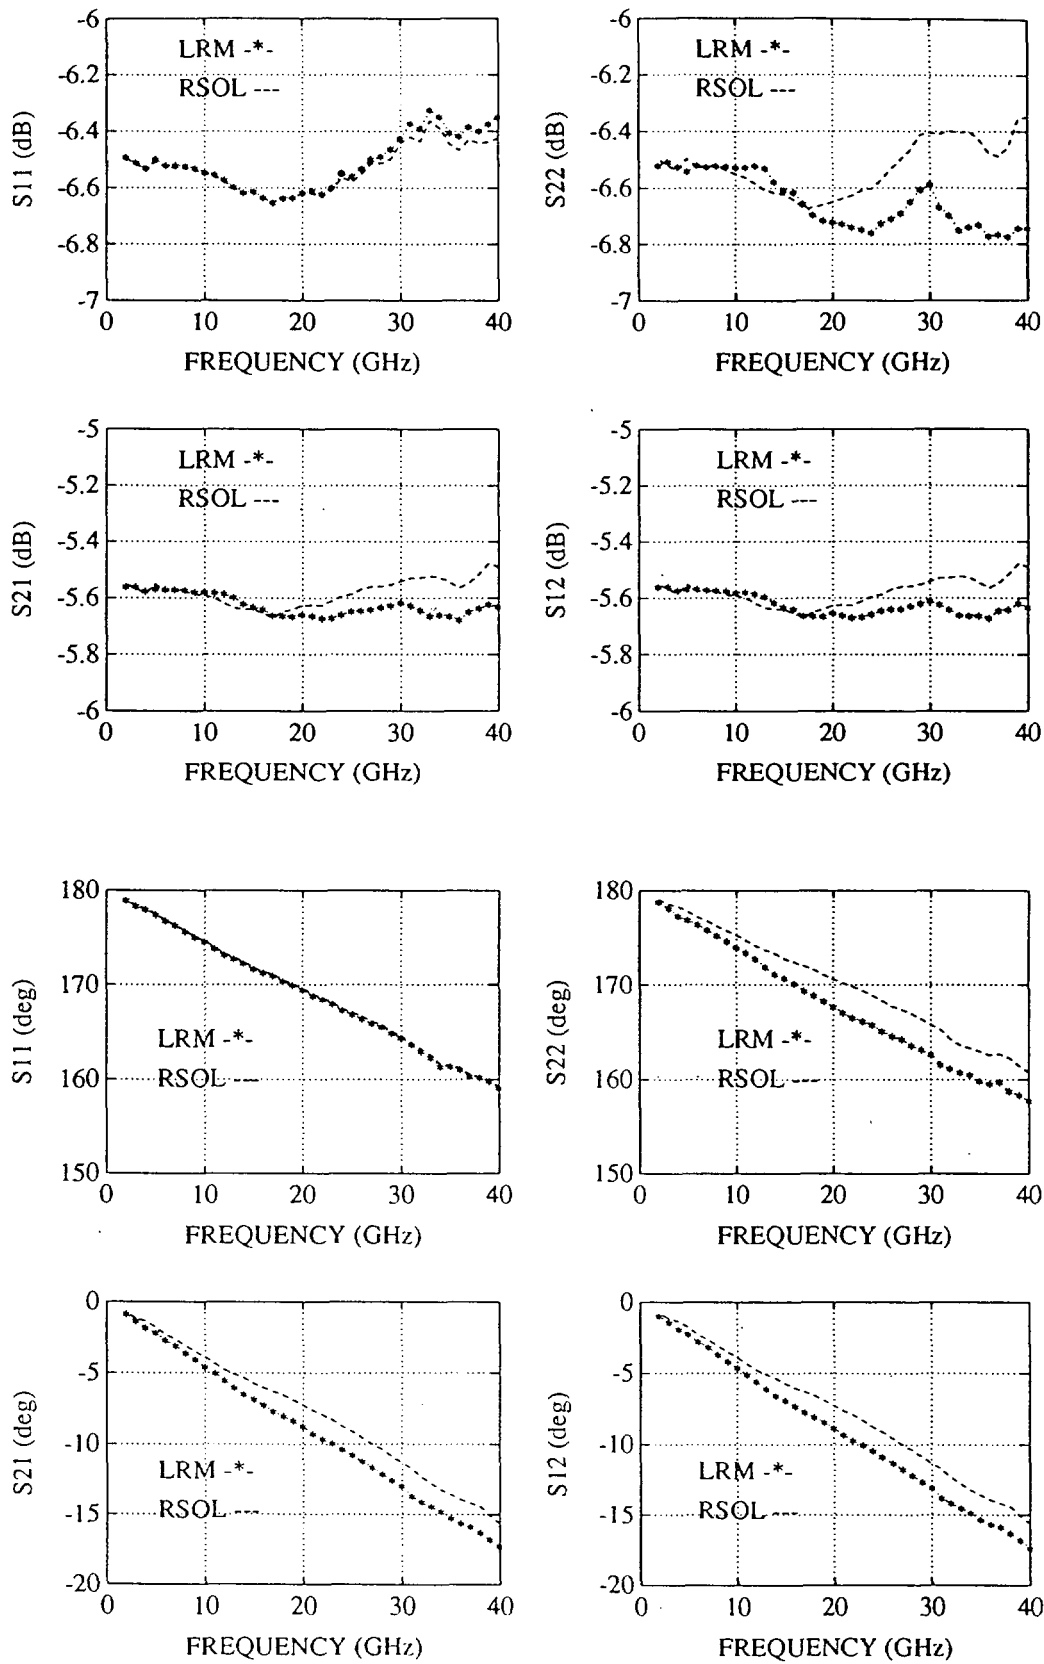 -6
-6.2
-6.4
-6.6
-6.8
-7
S11 (dB)
LRM -*-
RSOL ---
0 10 20 30 40
FREQUENCY (GHz)
-6
-6.2
-6.4
-6.6
-6.8
-7
S22 (dB)
LRM -*-
RSOL ---
0 10 20 30 40
FREQUENCY (GHz)
-5
-5.2
-5.4
-5.6
-5.8
-6
S21 (dB)
LRM -*-
RSOL ---
0 10 20 30 40
FREQUENCY (GHz)
-5
-5.2
-5.4
-5.6
-5.8
-6
S12 (dB)
LRM -*-
RSOL ---
0 10 20 30 40
FREQUENCY (GHz)
180
170
160
150
S11 (deg)
LRM -*-
RSOL ---
0 10 20 30 40
FREQUENCY (GHz)
180
170
160
150
S22 (deg)
LRM -*-
RSOL ---
0 10 20 30 40
FREQUENCY (GHz)
0
-5
-10
-15
-20
S21 (deg)
LRM -*-
RSOL ---
0 10 20 30 40
FREQUENCY (GHz)
0
-5
-10
-15
-20
S12 (deg)
LRM -*-
RSOL ---
0 10 20 30 40
FREQUENCY (GHz)